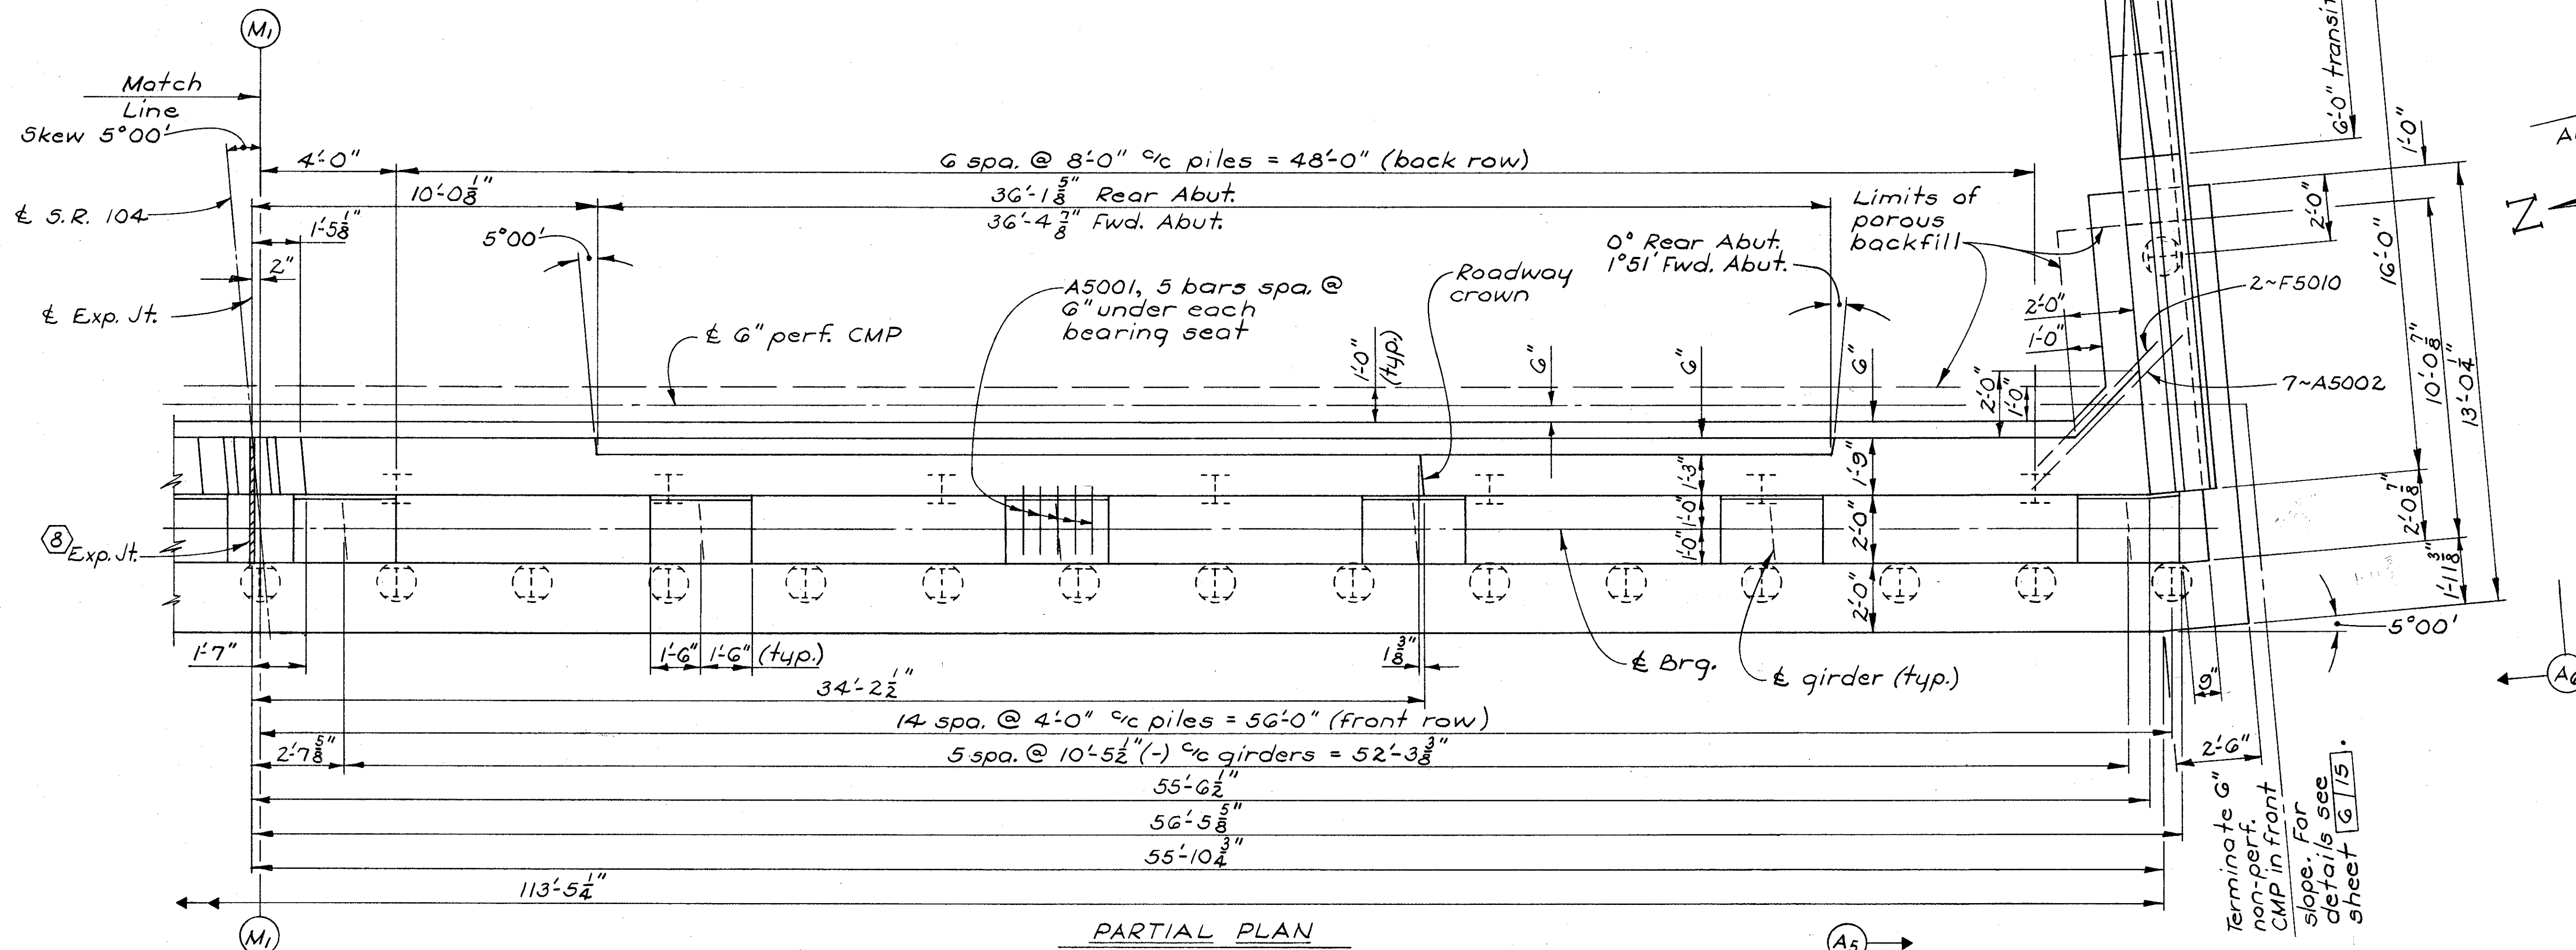 M1
Match
Line
Skew 5°00'
4'-0"
6 spa. @ 8'-0" c/c piles = 48'-0" (back row)
10'-0 1/8"
36'-1 5/8" Rear Abut.
36'-4 7/8" Fwd. Abut.
℄ S.R. 104
1'-5 1/8"
5°00'
2"
℄ Exp. Jt.
℄ 6" perf. CMP
A5001, 5 bars spa. @
6" under each
bearing seat
Roadway
crown
0° Rear Abut.
1°51' Fwd. Abut.
Limits of
porous
backfill
6'-0"
1'-0"
2'-0"
16'-0"
N
2~F5010
2'-0"
1'-0"
7~A5002
1'-0"
(typ.)
6"
6"
6"
2'-0"
1'-0"
10'-0 7/8"
13'-0 1/4"
1'-3"
1'-9"
1'-0"
1'-0"
2'-0"
2'-0"
2'-0 7/8"
1'-11 3/8"
8
Exp. Jt.
5°00'
1'-7"
1'-6"
1'-6" (typ.)
1 3/8"
℄ Brg.
℄ girder (typ.)
9"
34'-2 1/2"
14 spa. @ 4'-0" c/c piles = 56'-0" (front row)
2'-7 5/8"
5 spa. @ 10'-5 1/2" (-) c/c girders = 52'-3 3/8"
2'-6"
55'-6 1/2"
56'-5 5/8"
55'-10 3/4"
113'-5 1/4"
Terminate 6"
non-perf.
CMP in front
slope. For
details see
sheet 6 15.
M1
PARTIAL PLAN
A5